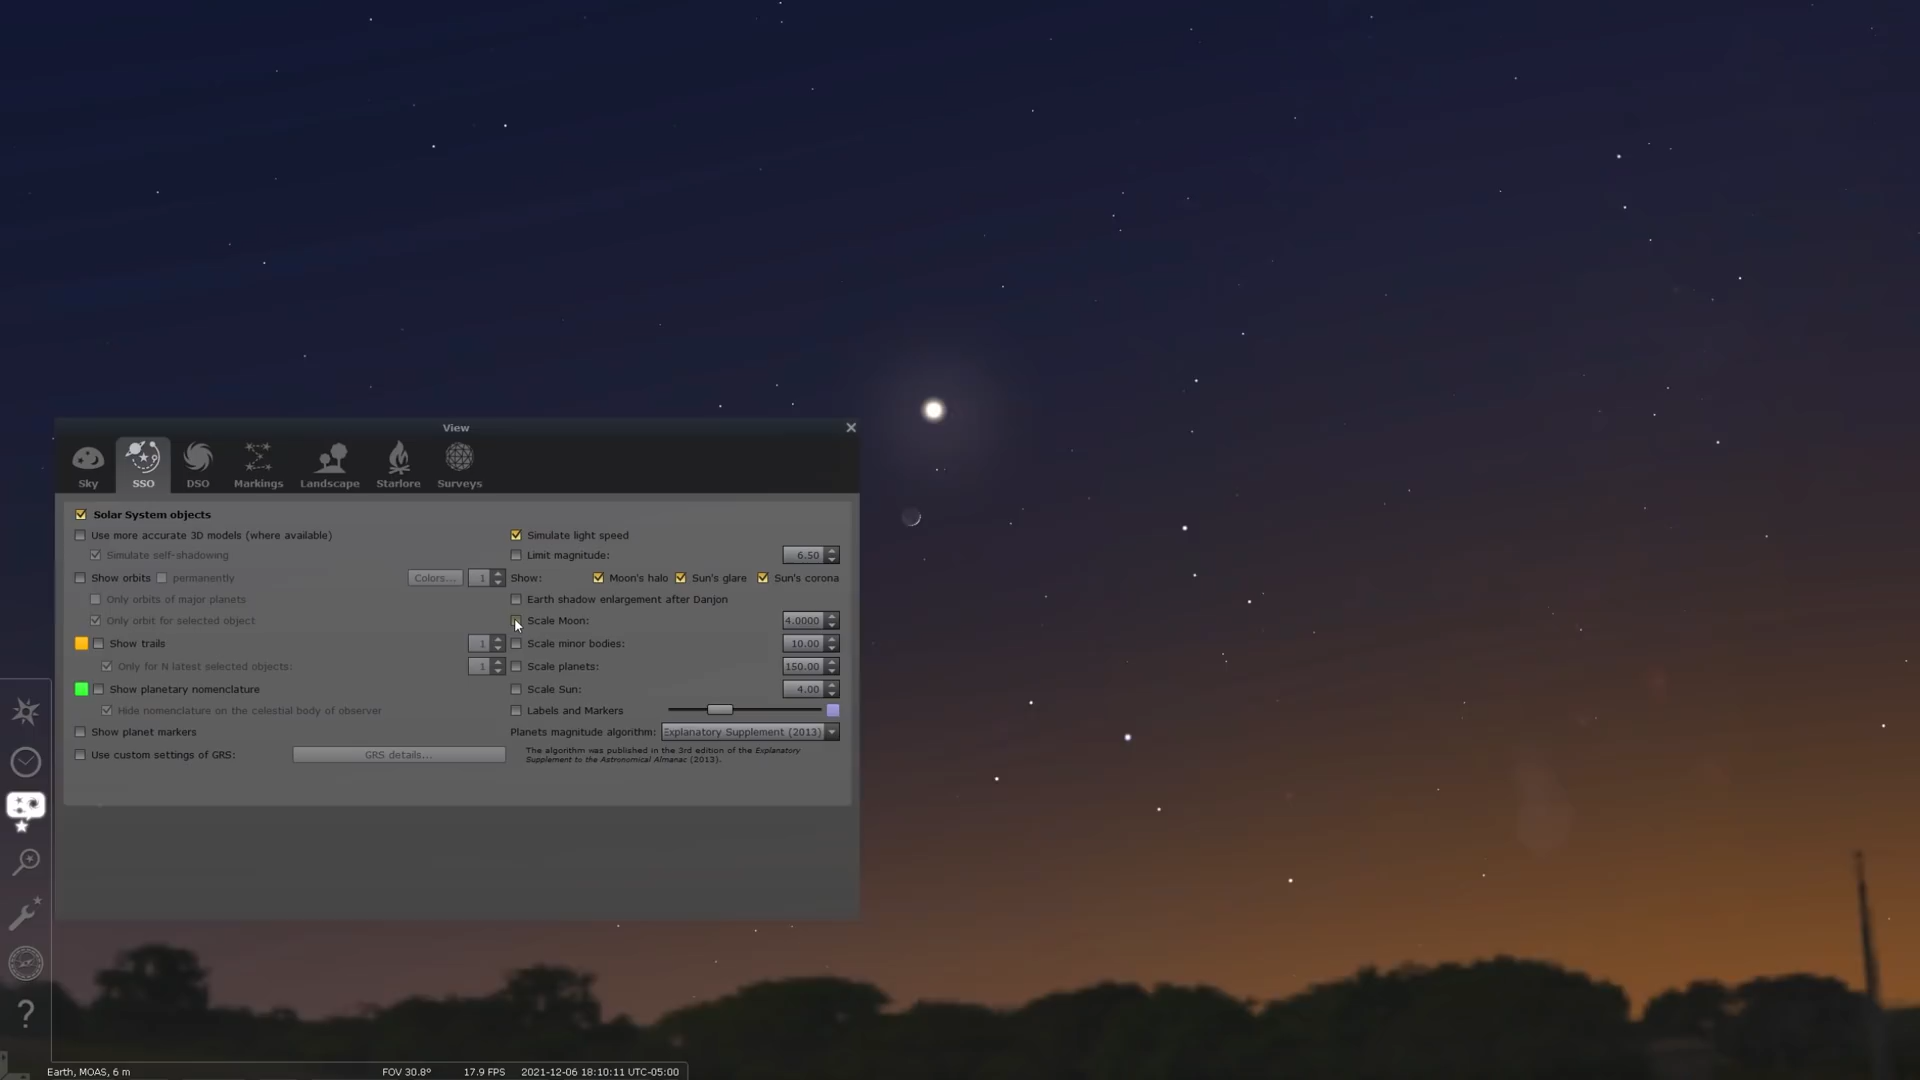 View
Sky SSO DSO Markings Landscape Starlore Surveys
Solar System objects
Use more accurate 3D models (where available)
Simulate self-shadowing
Show orbits permanently Colors... 1
Only orbits of major planets
Only orbit for selected object
Show trails 1
Only for N latest selected objects: 1
Show planetary nomenclature
Hide nomenclature on the celestial body of observer
Show planet markers
Use custom settings of GRS: GRS details...
Simulate light speed
Limit magnitude: 6.50
Show: Moon's halo Sun's glare Sun's corona
Earth shadow enlargement after Danjon
Scale Moon: 4.0000
Scale minor bodies: 10.00
Scale planets: 150.00
Scale Sun: 4.00
Labels and Markers
Planets magnitude algorithm: Explanatory Supplement (2013)
The algorithm was published in the 3rd edition of the Explanatory
Supplement to the Astronomical Almanac (2013).
?
Earth, MOAS, 6 m FOV 30.8° 17.9 FPS 2021-12-06 18:10:11 UTC-05:00